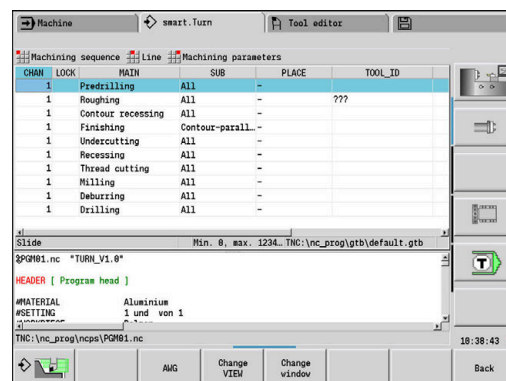 Machine smart.Turn Tool editor
Machining sequence Line Machining parameters
CHAN LOCK MAIN SUB PLACE TOOL_ID
1 Predrilling All -
1 Roughing All - ???
1 Contour recessing All -
1 Finishing Contour-parall… -
1 Undercutting All -
1 Recessing All -
1 Thread cutting All -
1 Milling All -
1 Deburring All -
1 Drilling All -
Slide Min. 0, max. 1234… TNC:\nc_prog\gtb\default.gtb
%PGM01.nc "TURN_V1.0"
HEADER [ Program head ]
#MATERIAL Aluminium
#SETTING 1 und von 1
TNC:\nc_prog\ncps\PGM01.nc
T
18:38:43
AWG Change VIEW Change window Back